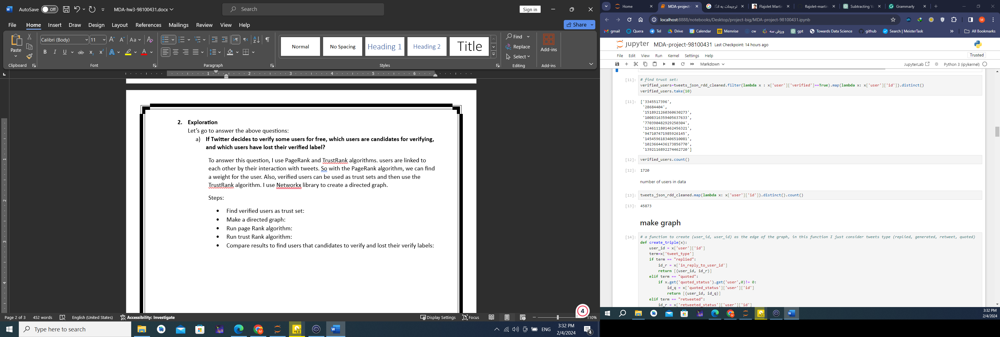 AutoSave Off MDA-hw3-98100431.docx Search Sign in
File Home Insert Draw Design Layout References Mailings Review View Help Share
Paste
Clipboard
Calibri (Body) 11 Aa
Font
Paragraph
Normal No Spacing Heading 1 Heading 2 Title
Styles
Find
Replace
Select
Editing
Add-ins
Add-ins
2. Exploration
Let's go to answer the above questions:
a) If Twitter decides to verify some users for free, which users are candidates for verifying,
and which users have lost their verified label?
To answer this question, I use PageRank and TrustRank algorithms. users are linked to
each other by their interaction with tweets. So with the PageRank algorithm, we can find
a weight for the user. Also, verified users can be used as trust sets and then use the
TrustRank algorithm. I use Networkx library to create a directed graph.
Steps:
• Find verified users as trust set:
• Make a directed graph:
• Run page Rank algorithm:
• Run trust Rank algorithm:
• Compare results to find users that candidates to verify and lost their verify labels:
4
Page 2 of 3 452 words English (United States) Accessibility: Investigate Display Settings Focus 110%
Type here to search
ENG 3:32 PM
2/4/2024
4
Home MDA-project- ترجیحات به انگ Flajolet Martin flajolet-martin Subtracting Va Grammarly
localhost:8888/notebooks/Desktop/project-big/MDA-project-98100431.ipynb
gmail Quera Tel Drive Calendar Memrise cw ورزش سه gpt Towards Data Science github Search | MeisterTask All Bookmarks
jupyter MDA-project-98100431 Last Checkpoint: 14 hours ago
File Edit View Run Kernel Settings Help Trusted
Markdown JupyterLab Python 3 (ipykernel)
[11]: # find trust set:
verified_users=tweets_json_rdd_cleaned.filter(lambda x : x['user']['verified']==True).map(lambda x: x['user']['id']).distinct()
verified_users.take(10)
[11]: ['3345517396',
'28684404',
'1518921260360630273',
'1008316359405637633',
'770390482929250304',
'1246111801462456321',
'947107471985926145',
'1454596183406510081',
'1023664436173856770',
'1392116892274462720']
[12]: verified_users.count()
[12]: 1720
number of users in data
[13]: tweets_json_rdd_cleaned.map(lambda x: x['user']['id']).distinct().count()
[13]: 45873
make graph
[14]: # a function to create (user_id, user_id) as the edge of the graph, in this function I just consider tweets type (replied, generated, retweet, quoted)
def create_triple(x):
user_id = x['user']['id']
term=x['tweet_type']
if term == "replied":
id_r = x['in_reply_to_user_id']
return [(user_id, id_r)]
elif term == "quoted":
if x.get('quoted_status').get('user',0)!= 0:
id_q = x['quoted_status']['user']['id']
return [(user_id, id_q)]
elif term == "retweeted":
id_r = x['retweeted_status']['user']['id']
3:32 PM
2/4/2024